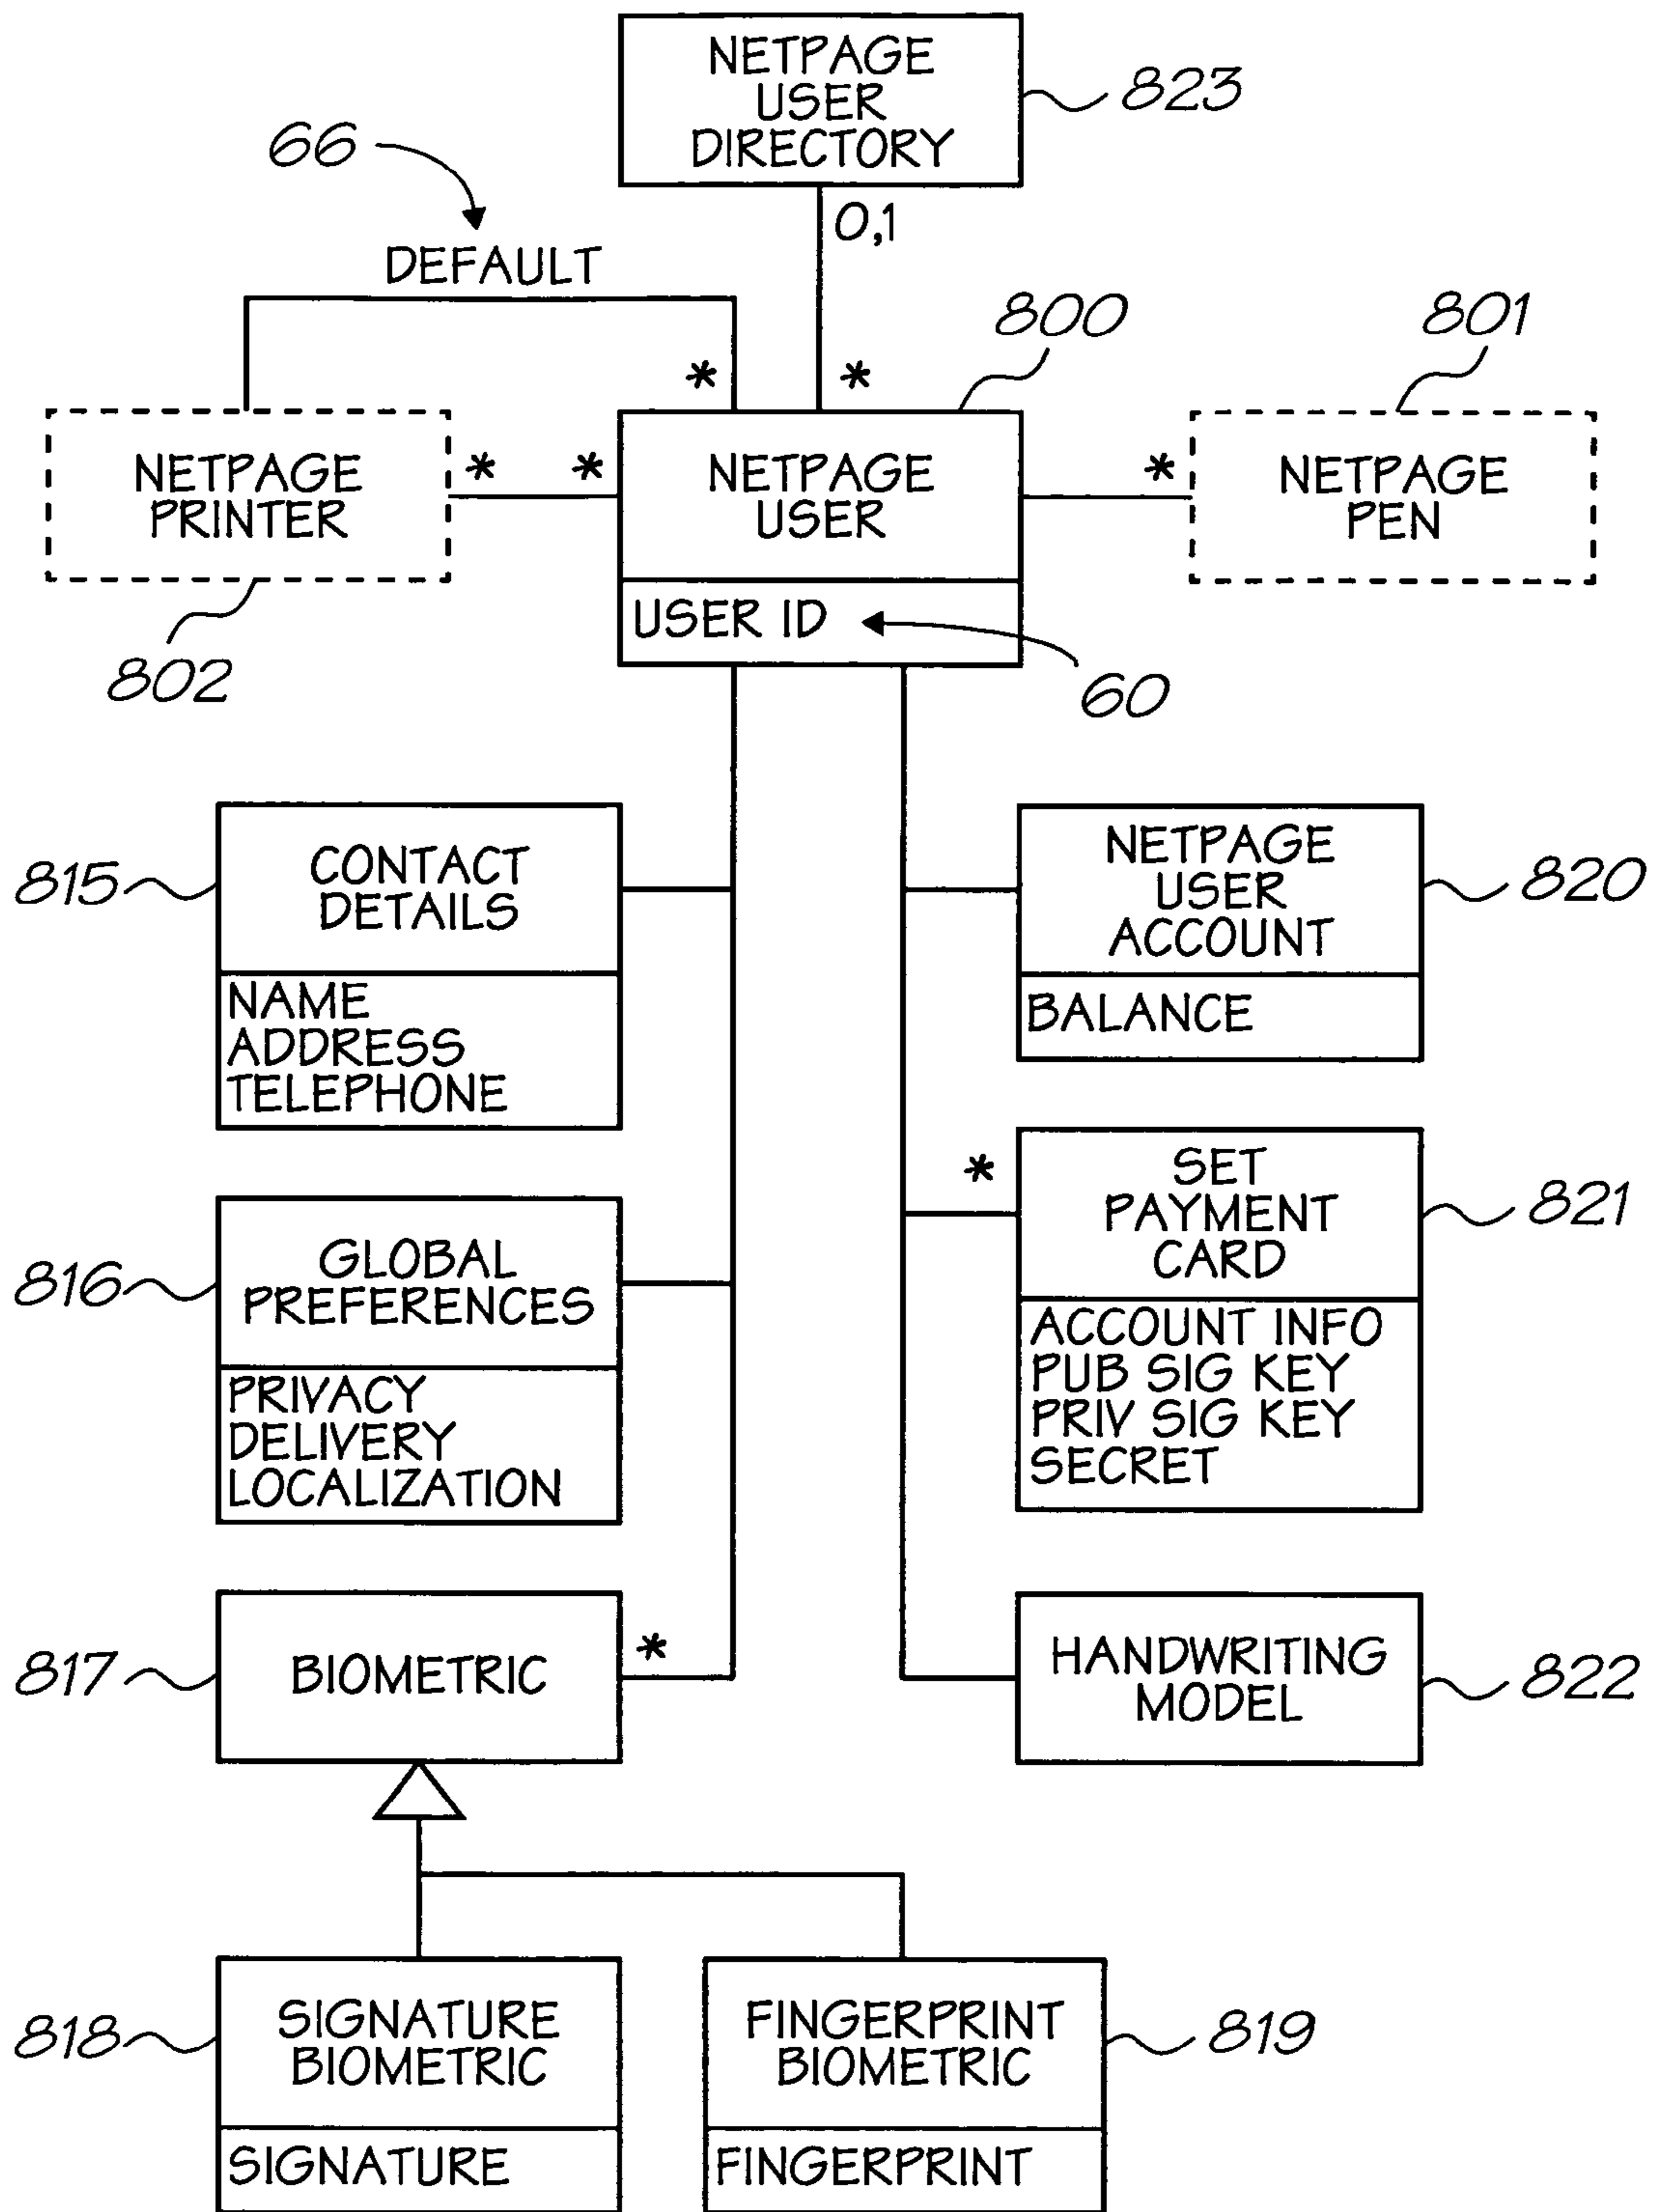 NETPAGE
USER
DIRECTORY
823
66
0,1
DEFAULT
800
801
*
*
NETPAGE
PRINTER
*
*
NETPAGE
USER
*
NETPAGE
PEN
USER ID
802
60
815
CONTACT
DETAILS
NAME
ADDRESS
TELEPHONE
NETPAGE
USER
ACCOUNT
820
BALANCE
816
GLOBAL
PREFERENCES
PRIVACY
DELIVERY
LOCALIZATION
*
SET
PAYMENT
CARD
821
ACCOUNT INFO
PUB SIG KEY
PRIV SIG KEY
SECRET
817
BIOMETRIC
*
HANDWRITING
MODEL
822
818
SIGNATURE
BIOMETRIC
SIGNATURE
FINGERPRINT
BIOMETRIC
819
FINGERPRINT